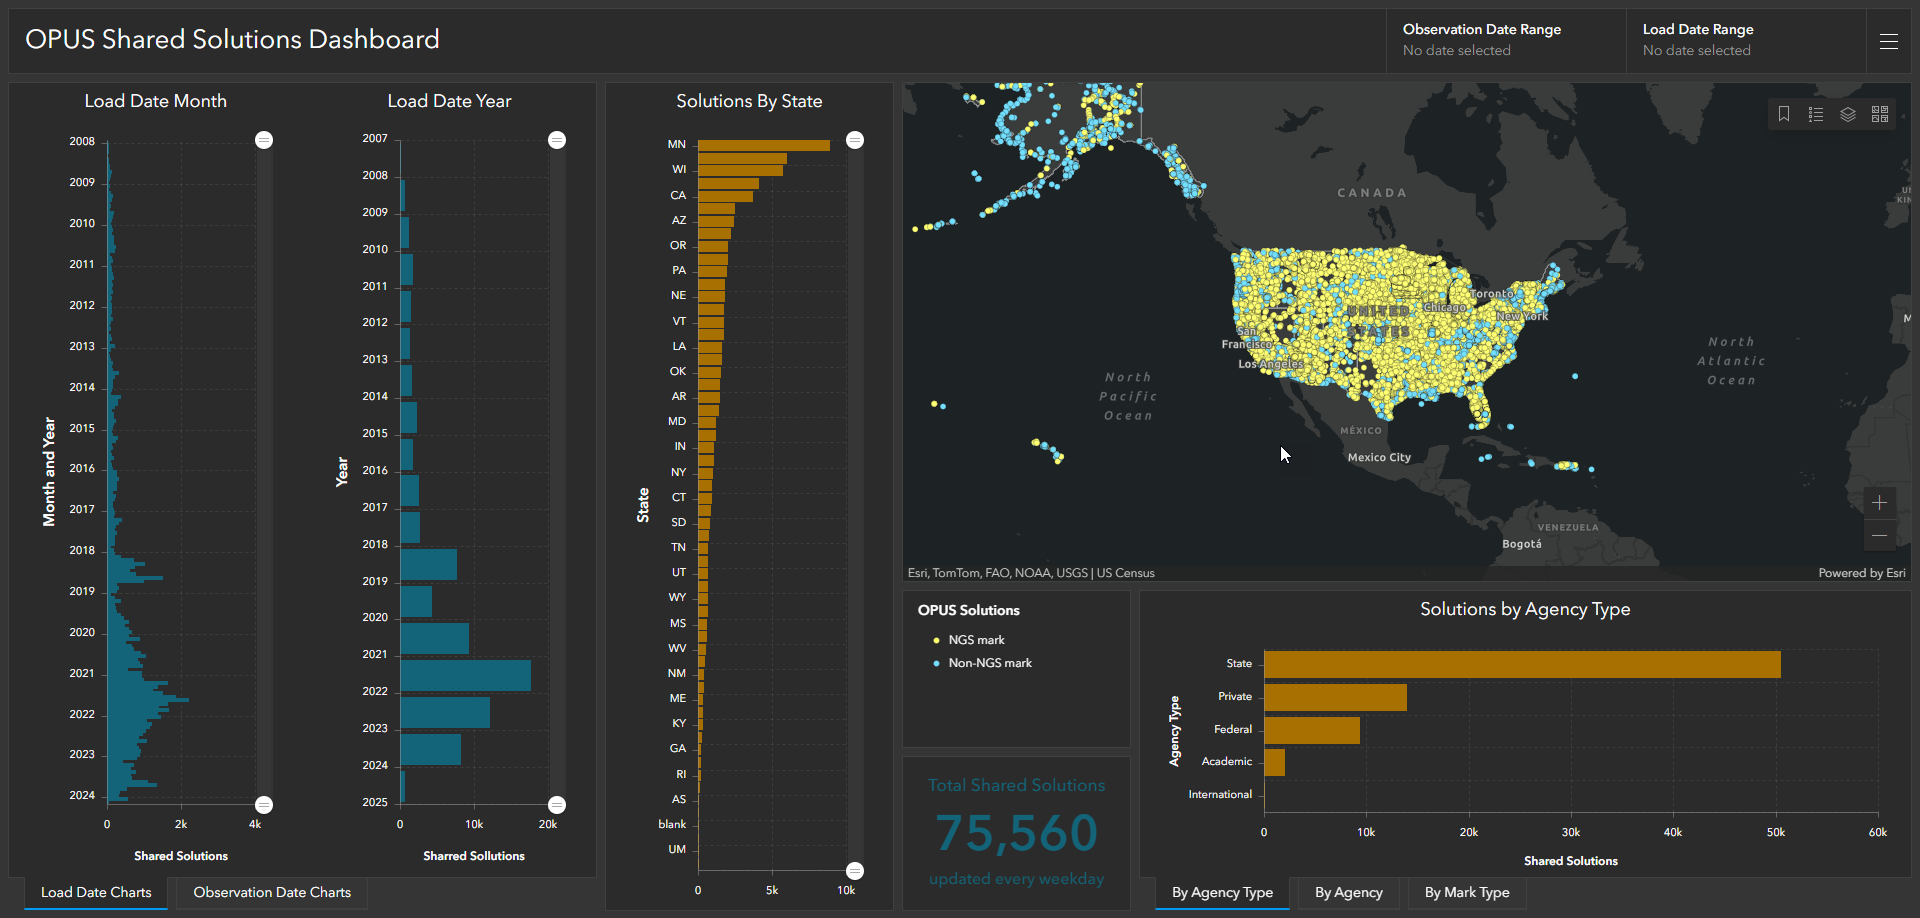 OPUS Shared Solutions Dashboard
Observation Date Range
No date selected
Load Date Range
No date selected
Load Date Month
2008
2009
2010
2011
2012
2013
2014
2015
2016
2017
2018
2019
2020
2021
2022
2023
2024
Month and Year
0
2k
4k
Shared Solutions
Load Date Year
2007
2008
2009
2010
2011
2012
2013
2014
2015
2016
2017
2018
2019
2020
2021
2022
2023
2024
2025
Year
0
10k
20k
Sharred Sollutions
Load Date Charts
Observation Date Charts
Solutions By State
MN
WI
CA
AZ
OR
PA
NE
VT
LA
OK
AR
MD
IN
NY
CT
SD
TN
UT
WY
MS
WV
NM
ME
KY
GA
RI
AS
blank
UM
State
0
5k
10k
CANADA
UNITED
STATES
Toronto
Chicago
New York
San
Francisco
Los Angeles
North
Pacific
Ocean
North
Atlantic
Ocean
MÉXICO
Mexico City
VENEZUELA
Bogotá
U
KIN
M
Esri, TomTom, FAO, NOAA, USGS | US Census
Powered by Esri
OPUS Solutions
NGS mark
Non-NGS mark
Total Shared Solutions
75,560
updated every weekday
Solutions by Agency Type
State
Private
Federal
Academic
International
Agency Type
0
10k
20k
30k
40k
50k
60k
Shared Solutions
By Agency Type
By Agency
By Mark Type